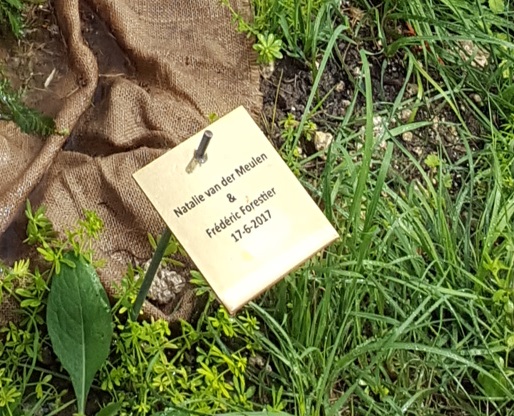 Natalie van der Meulen
&
Frédéric Forestier
17-6-2017